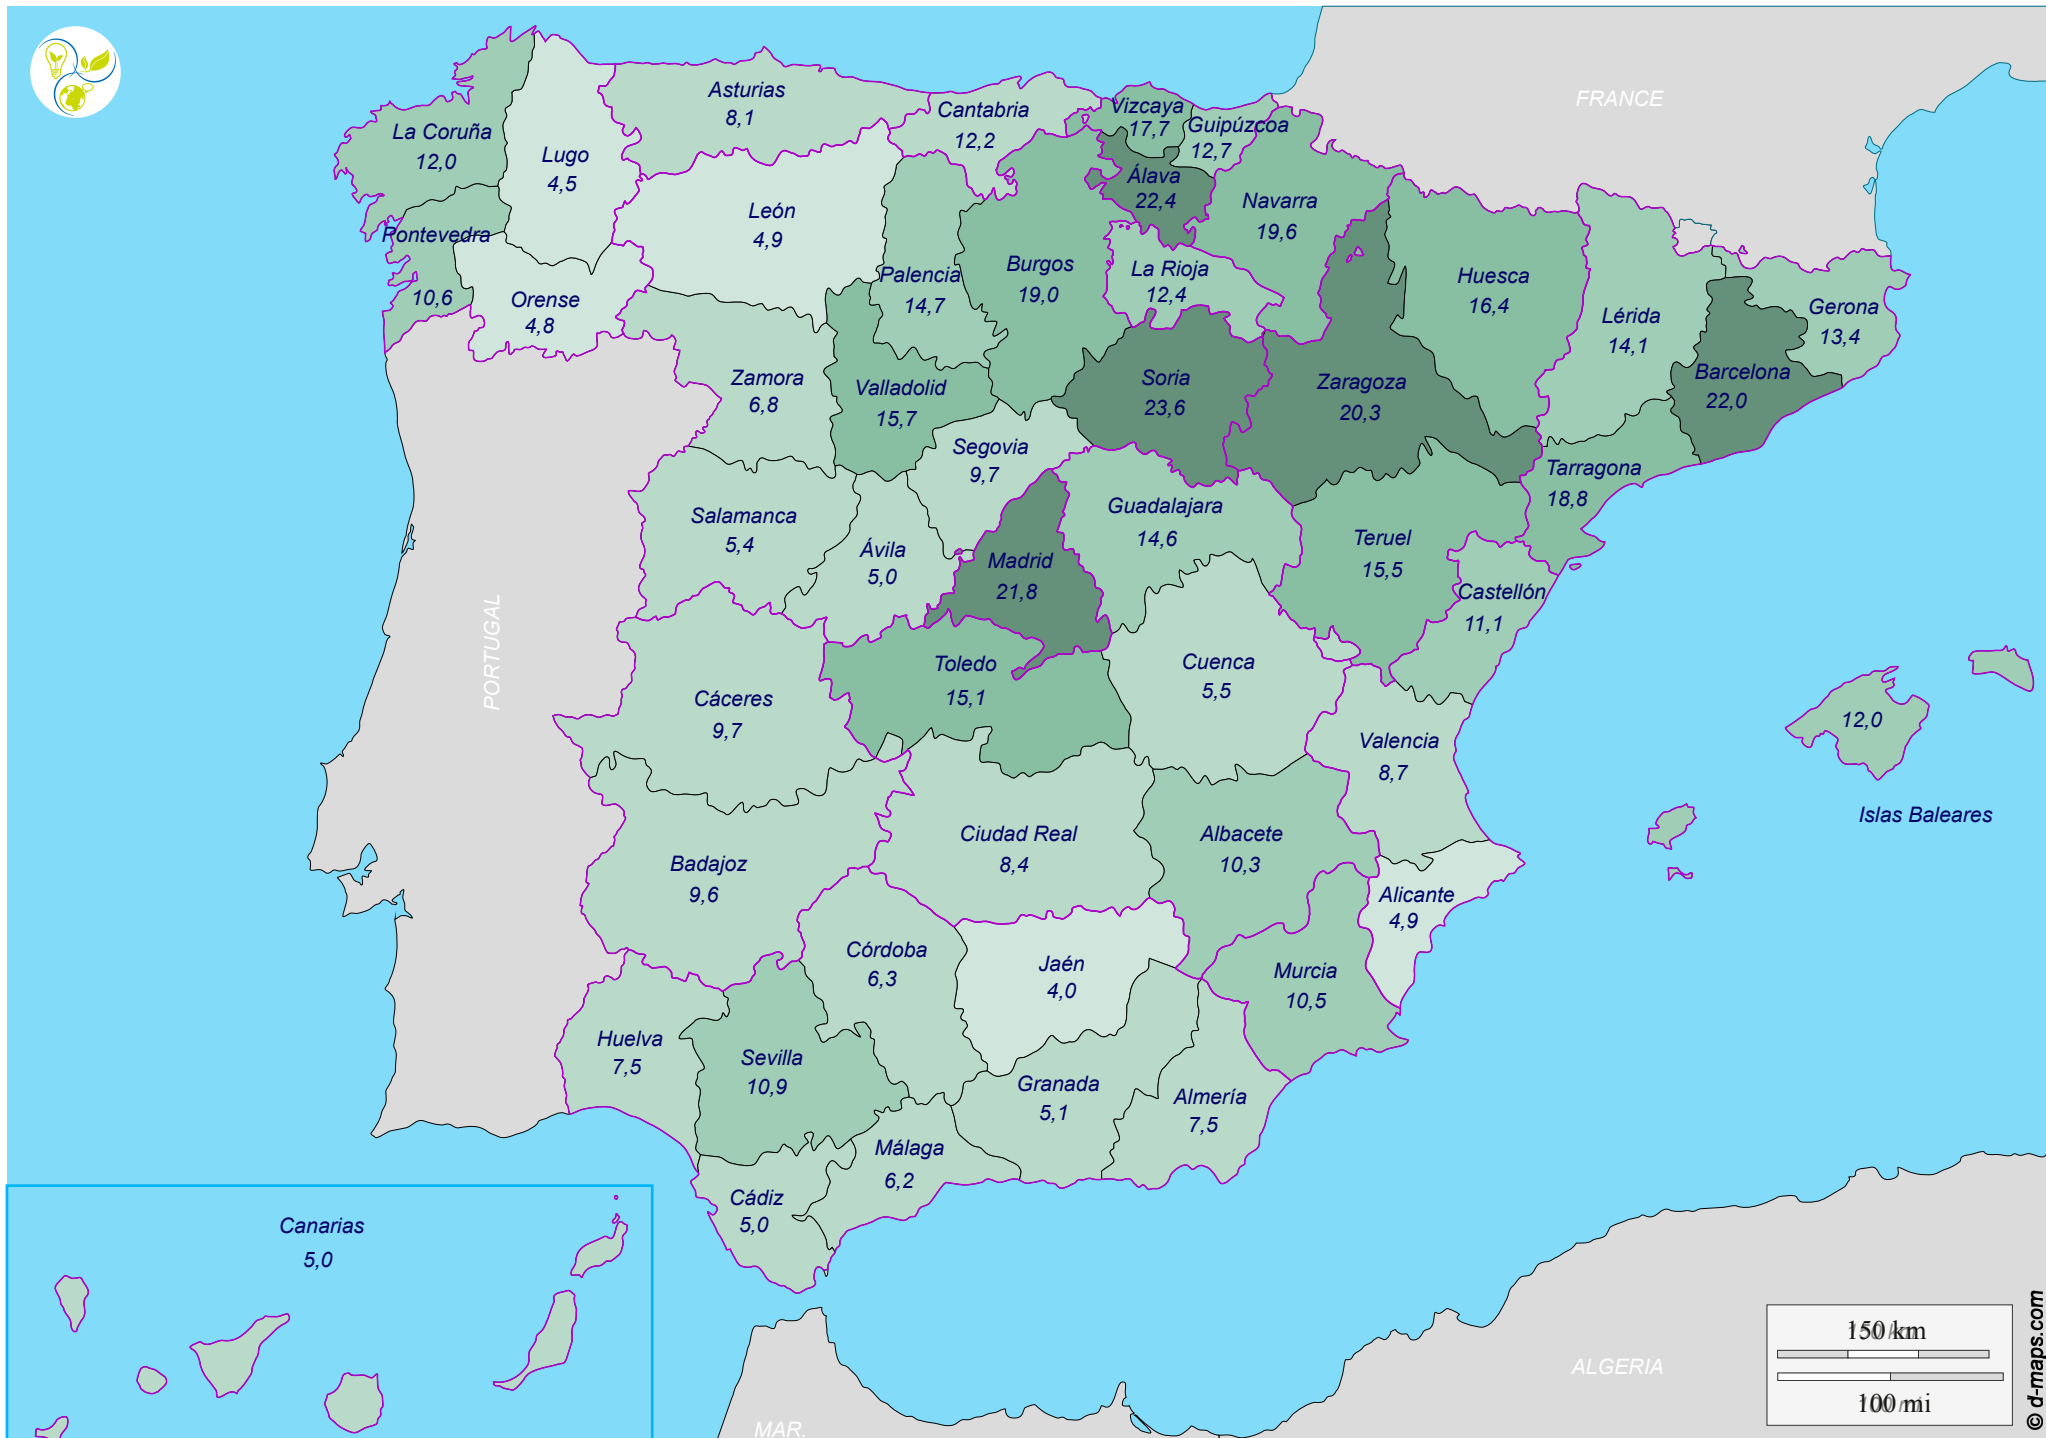 FRANCE
Asturias
8,1
Cantabria
12,2
Vizcaya
17,7
Guipúzcoa
12,7
La Coruña
12,0
Lugo
4,5
Álava
22,4
Navarra
19,6
León
4,9
Pontevedra
10,6
Orense
4,8
Palencia
14,7
Burgos
19,0
La Rioja
12,4
Huesca
16,4
Lérida
14,1
Gerona
13,4
Barcelona
22,0
Zamora
6,8
Valladolid
15,7
Soria
23,6
Zaragoza
20,3
Segovia
9,7
Tarragona
18,8
Salamanca
5,4
Ávila
5,0
Madrid
21,8
Guadalajara
14,6
Teruel
15,5
Castellón
11,1
PORTUGAL
Cáceres
9,7
Toledo
15,1
Cuenca
5,5
Valencia
8,7
12,0
Islas Baleares
Badajoz
9,6
Ciudad Real
8,4
Albacete
10,3
Alicante
4,9
Córdoba
6,3
Jaén
4,0
Murcia
10,5
Huelva
7,5
Sevilla
10,9
Granada
5,1
Almería
7,5
Málaga
6,2
Cádiz
5,0
Canarias
5,0
MAR.
ALGERIA
150 km
100 mi
© d-maps.com